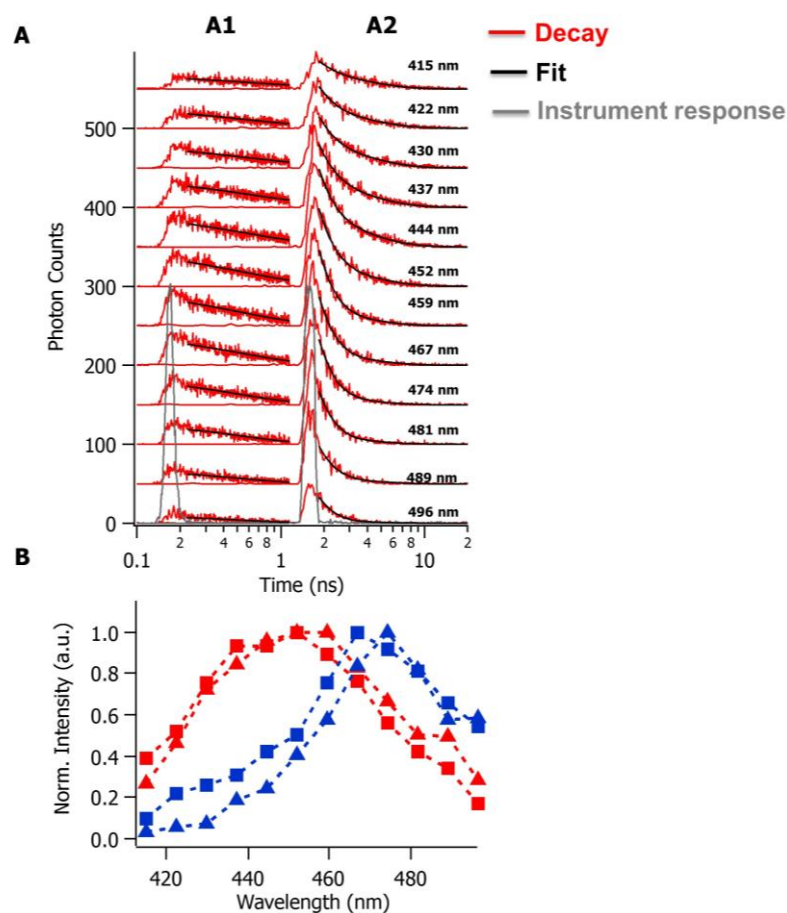 A
A1 A2
Decay
Fit
Instrument response
Photon Counts
500
400
300
200
100
0
415 nm
422 nm
430 nm
437 nm
444 nm
452 nm
459 nm
467 nm
474 nm
481 nm
489 nm
496 nm
0.1 2 4 6 8 1 2 4 6 8 10 2
Time (ns)
B
Norm. Intensity (a.u.)
1.0
0.8
0.6
0.4
0.2
0.0
420 440 460 480
Wavelength (nm)